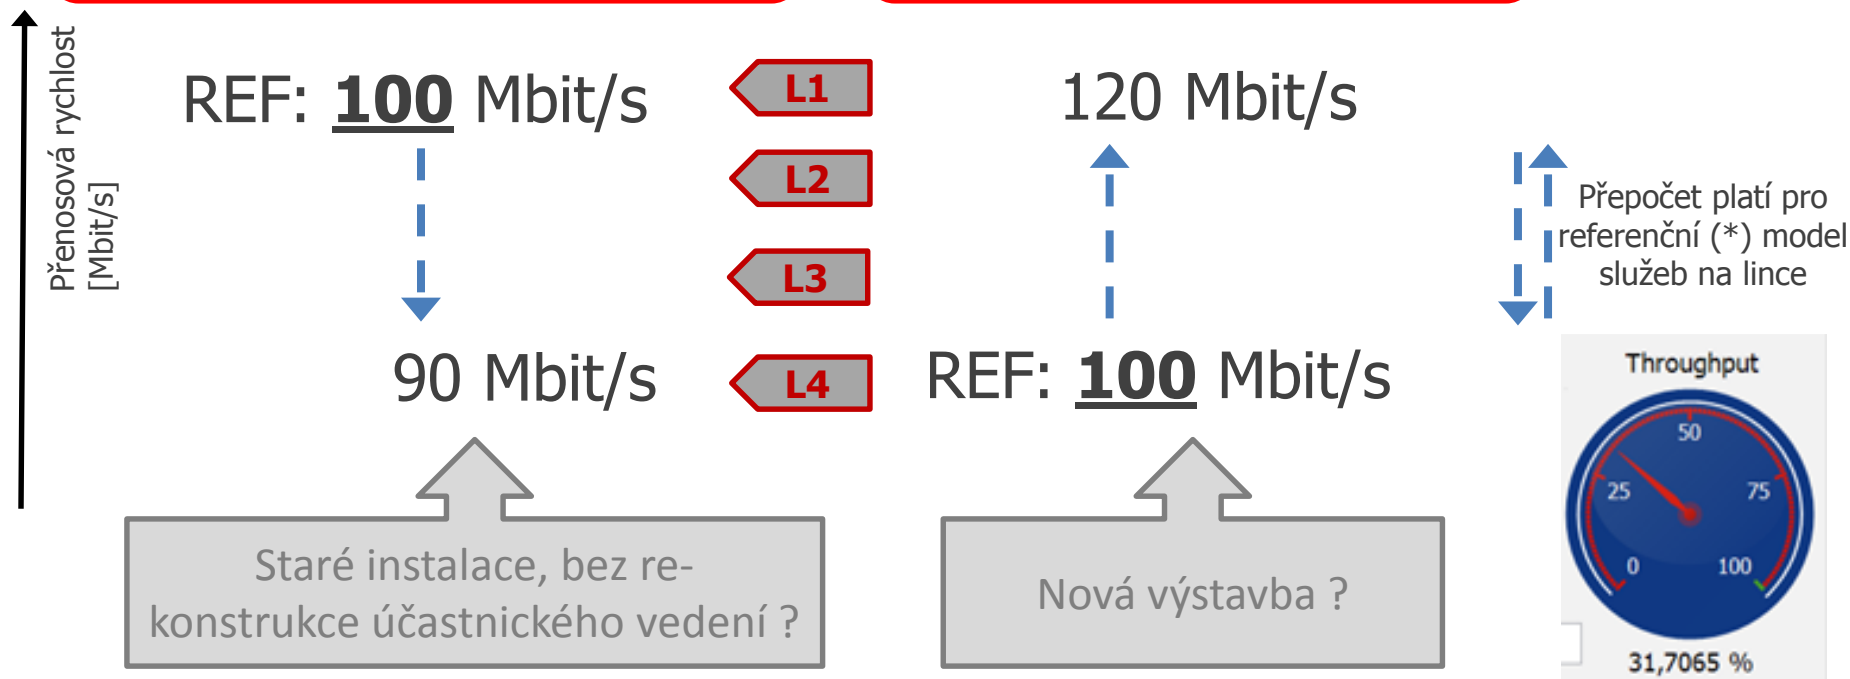 Přenosová rychlost
[Mbit/s]
REF: 100 Mbit/s
L1
120 Mbit/s
L2
Přepočet platí pro
referenční (*) model
služeb na lince
L3
90 Mbit/s
L4
REF: 100 Mbit/s
Staré instalace, bez re-
konstrukce účastnického vedení ?
Nová výstavba ?
Throughput
50
25
75
0
100
31,7065 %